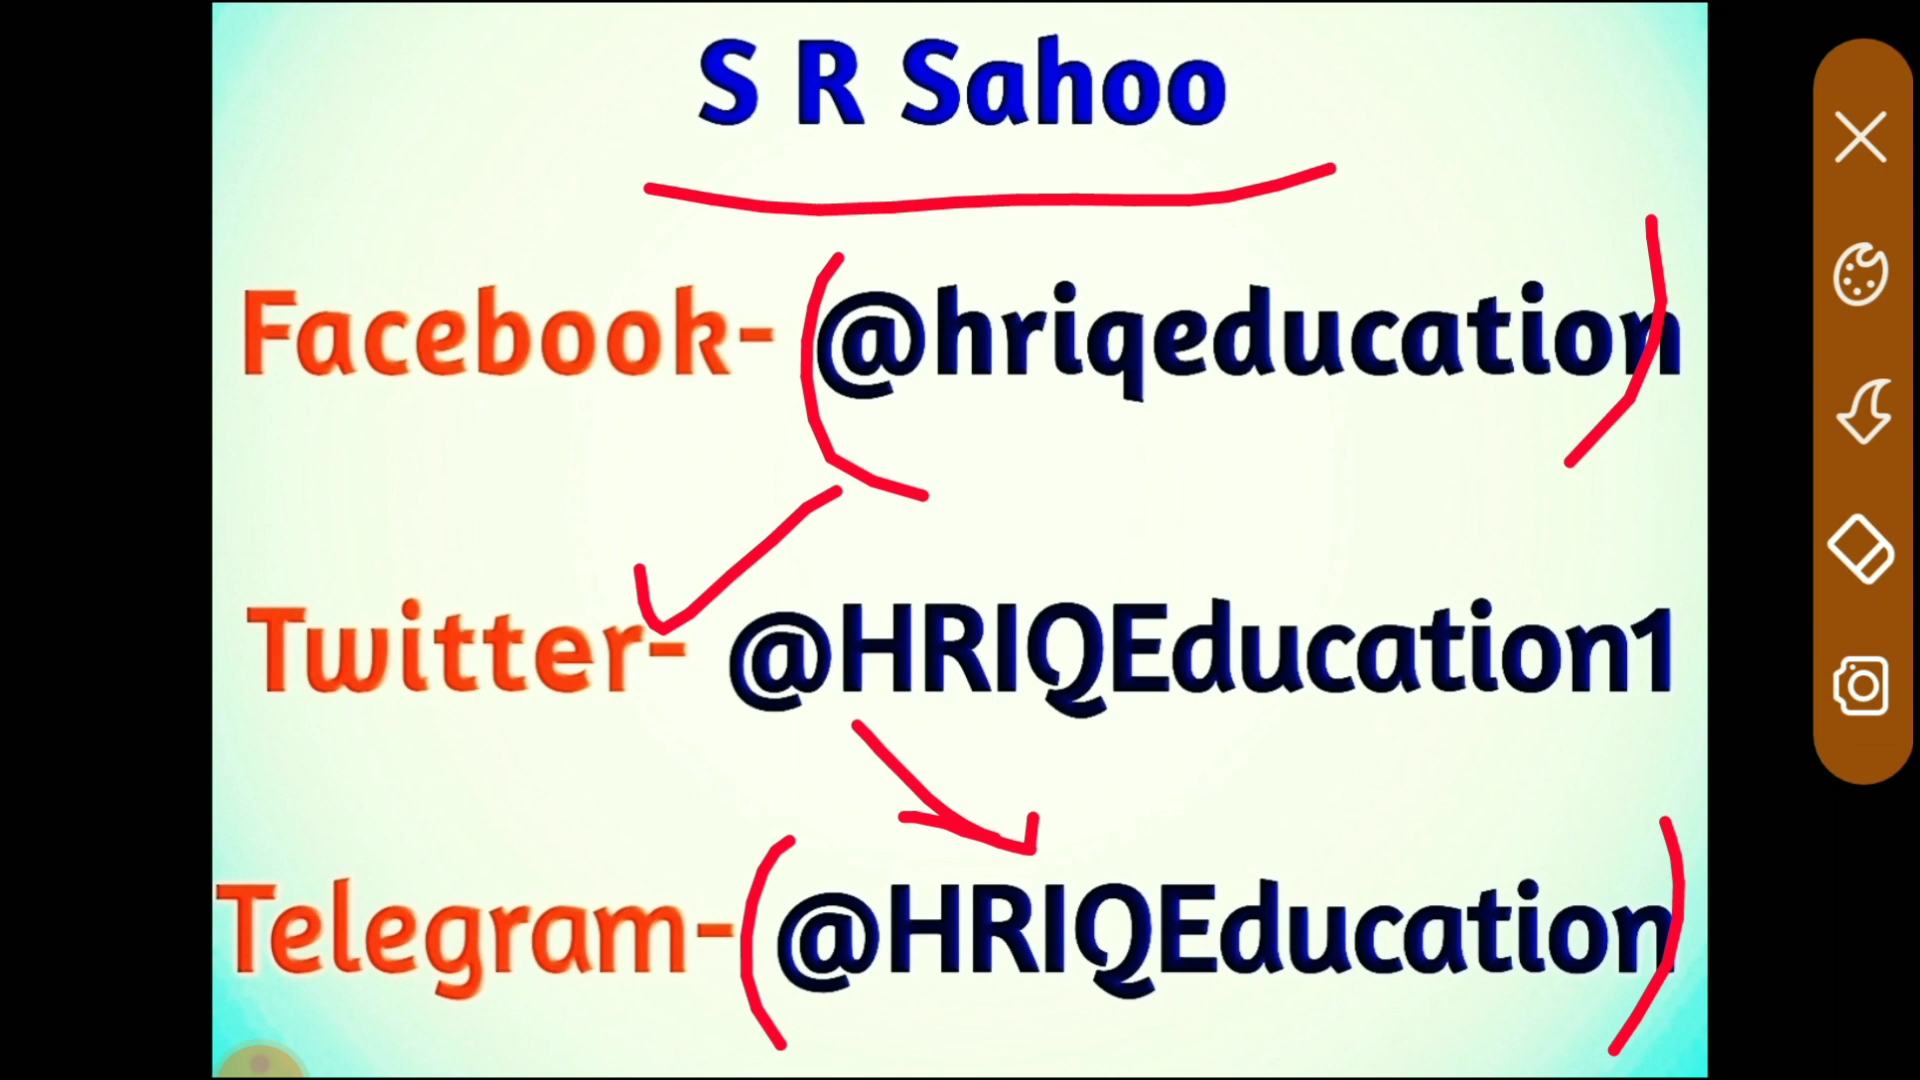 S R Sahoo
Facebook- @hriqeducation
Twitter- @HRIQEducation1
Telegram- @HRIQEducation